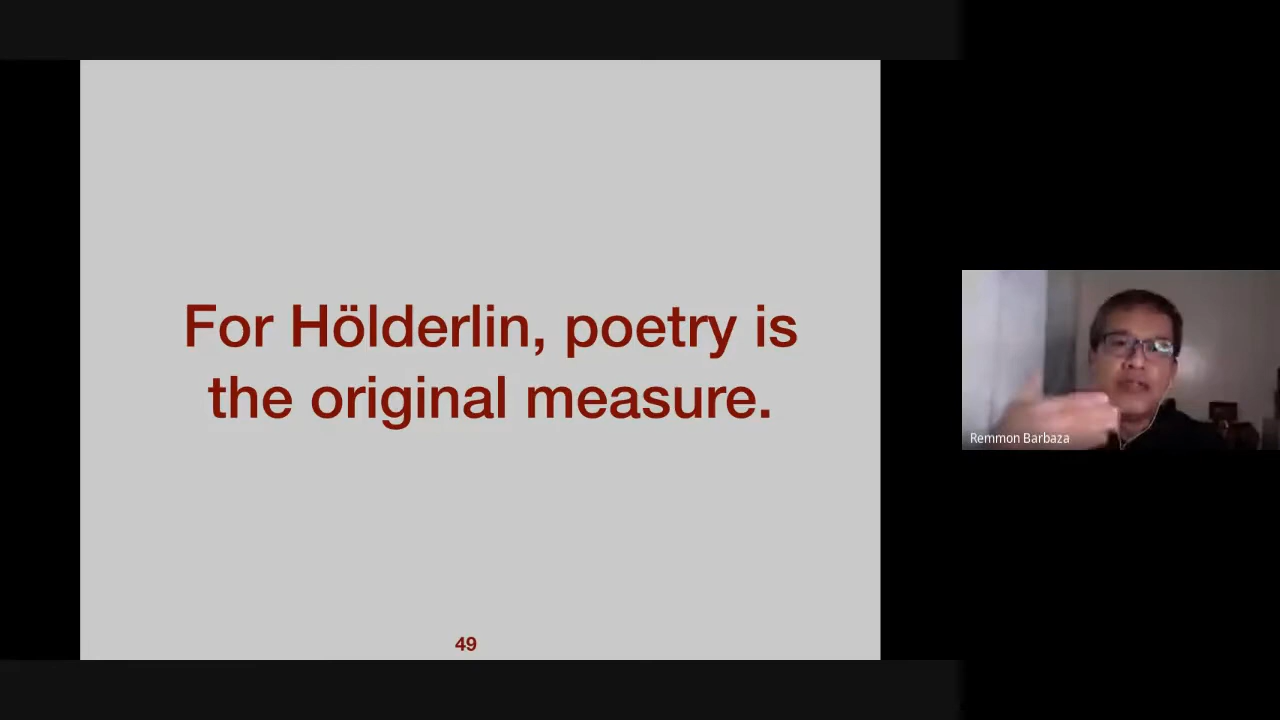 For Hölderlin, poetry is
the original measure.
49
Remmon Barbaza